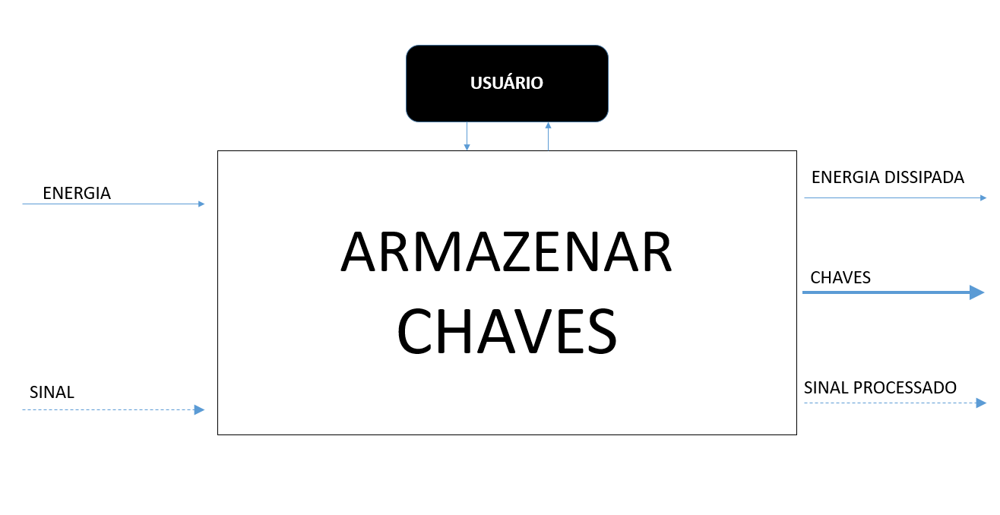 USUÁRIO
ENERGIA
ENERGIA DISSIPADA
ARMAZENAR
CHAVES
CHAVES
SINAL
SINAL PROCESSADO